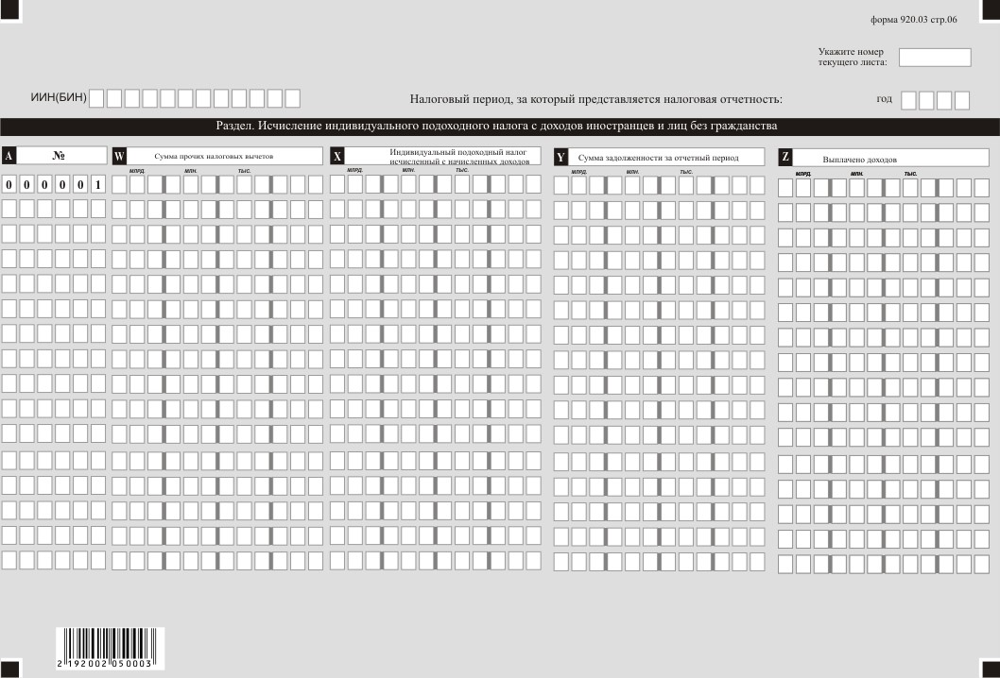 форма 920.03 стр.06
Укажите номер
текущего листа:
ИИН(БИН)
Налоговый период, за который представляется налоговая отчетность:
год
Раздел. Исчисление индивидуального подоходного налога с доходов иностранцев и лиц без гражданства
A №
W Сумма прочих налоговых вычетов
X Индивидуальный подоходный налог
исчисленный с начисленных доходов
Y Сумма задолженности за отчетный период
Z Выплачено доходов
МЛРД. МЛН. ТЫС.
МЛРД. МЛН. ТЫС.
МЛРД. МЛН. ТЫС.
МЛРД. МЛН. ТЫС.
0 0 0 0 0 1
2 192002 050003